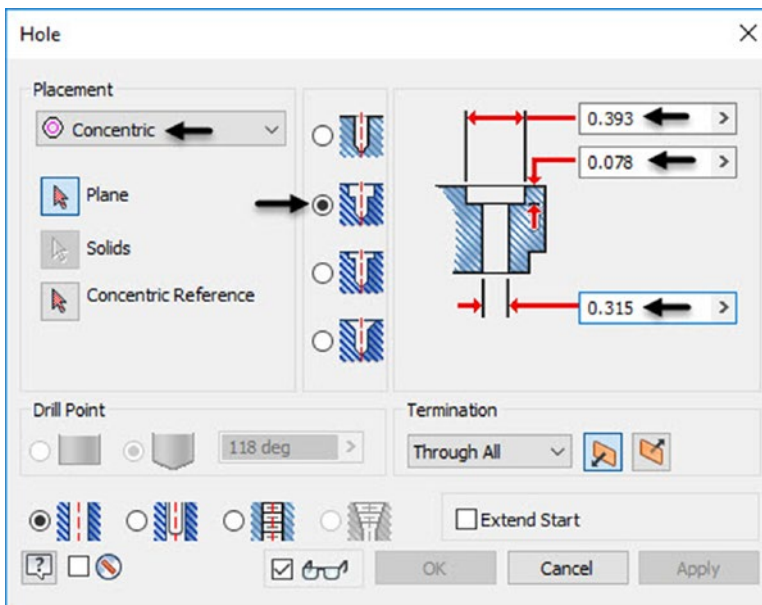 Hole
Placement
Concentric
Plane
Solids
Concentric Reference
0.393
0.078
0.315
Drill Point
118 deg
Termination
Through All
Extend Start
OK
Cancel
Apply